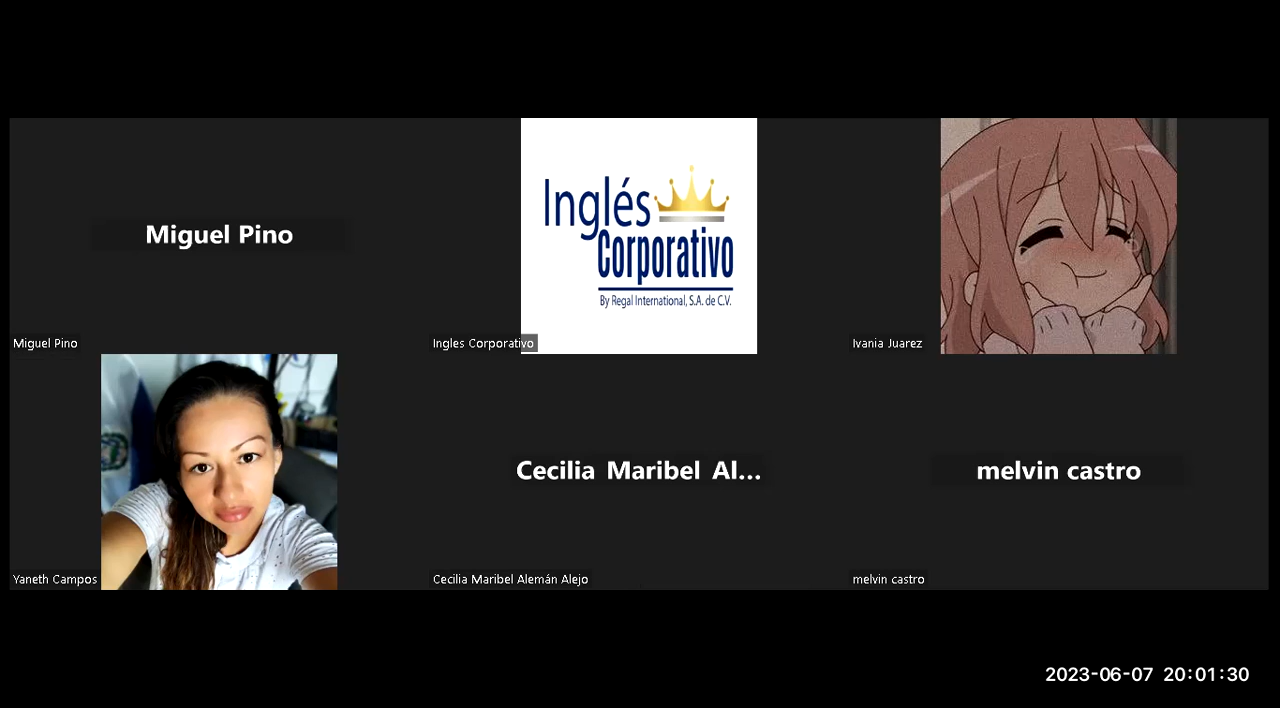 Miguel Pino
Miguel Pino
Inglés
Corporativo
By Regal International, S.A. de C.V.
Ingles Corporativo
Ivania Juarez
Yaneth Campos
Cecilia Maribel Al...
Cecilia Maribel Alemán Alejo
melvin castro
melvin castro
2023-06-07 20:01:30